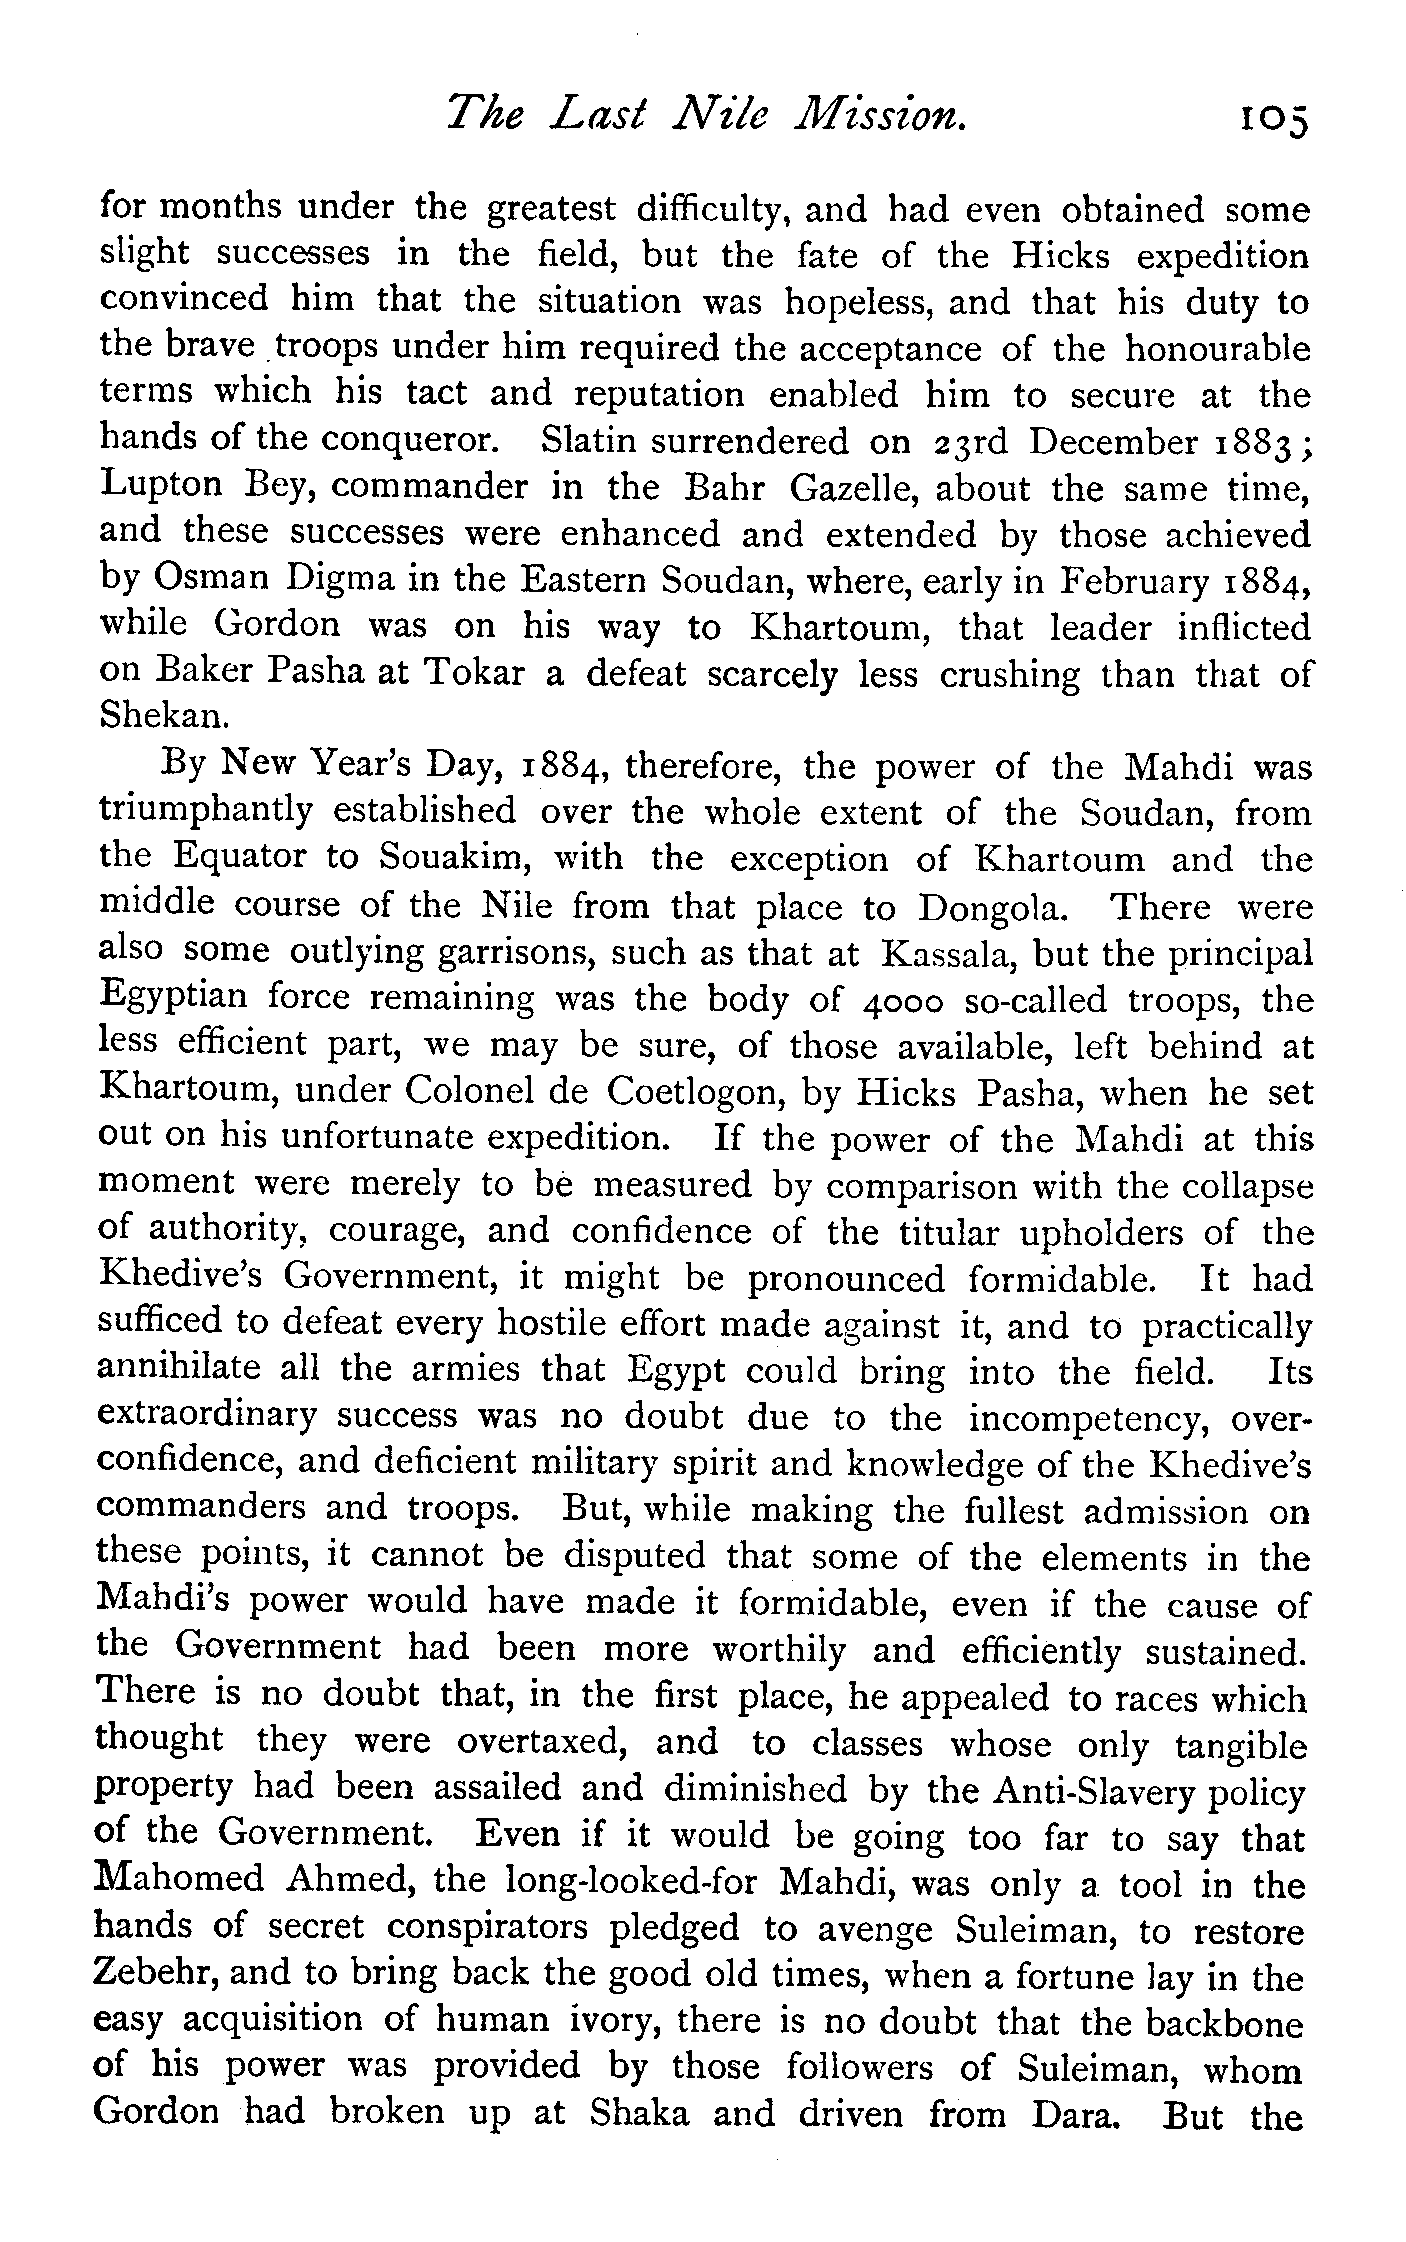 The Last Nile Mission. 105
for months under the greatest difficulty, and had even obtained some
slight successes in the field, but the fate of the Hicks expedition
convinced him that the situation was hopeless, and that his duty to
the brave troops under him required the acceptance of the honourable
terms which his tact and reputation enabled him to secure at the
hands of the conqueror. Slatin surrendered on 23rd December 1883;
Lupton Bey, commander in the Bahr Gazelle, about the same time,
and these successes were enhanced and extended by those achieved
by Osman Digma in the Eastern Soudan, where, early in February 1884,
while Gordon was on his way to Khartoum, that leader inflicted
on Baker Pasha at Tokar a defeat scarcely less crushing than that of
Shekan.
By New Year's Day, 1884, therefore, the power of the Mahdi was
triumphantly established over the whole extent of the Soudan, from
the Equator to Souakim, with the exception of Khartoum and the
middle course of the Nile from that place to Dongola. There were
also some outlying garrisons, such as that at Kassala, but the principal
Egyptian force remaining was the body of 4000 so-called troops, the
less efficient part, we may be sure, of those available, left behind at
Khartoum, under Colonel de Coetlogon, by Hicks Pasha, when he set
out on his unfortunate expedition. If the power of the Mahdi at this
moment were merely to be measured by comparison with the collapse
of authority, courage, and confidence of the titular upholders of the
Khedive's Government, it might be pronounced formidable. It had
sufficed to defeat every hostile effort made against it, and to practically
annihilate all the armies that Egypt could bring into the field. Its
extraordinary success was no doubt due to the incompetency, over-
confidence, and deficient military spirit and knowledge of the Khedive's
commanders and troops. But, while making the fullest admission on
these points, it cannot be disputed that some of the elements in the
Mahdi's power would have made it formidable, even if the cause of
the Government had been more worthily and efficiently sustained.
There is no doubt that, in the first place, he appealed to races which
thought they were overtaxed, and to classes whose only tangible
property had been assailed and diminished by the Anti-Slavery policy
of the Government. Even if it would be going too far to say that
Mahomed Ahmed, the long-looked-for Mahdi, was only a tool in the
hands of secret conspirators pledged to avenge Suleiman, to restore
Zebehr, and to bring back the good old times, when a fortune lay in the
easy acquisition of human ivory, there is no doubt that the backbone
of his power was provided by those followers of Suleiman, whom
Gordon had broken up at Shaka and driven from Dara. But the